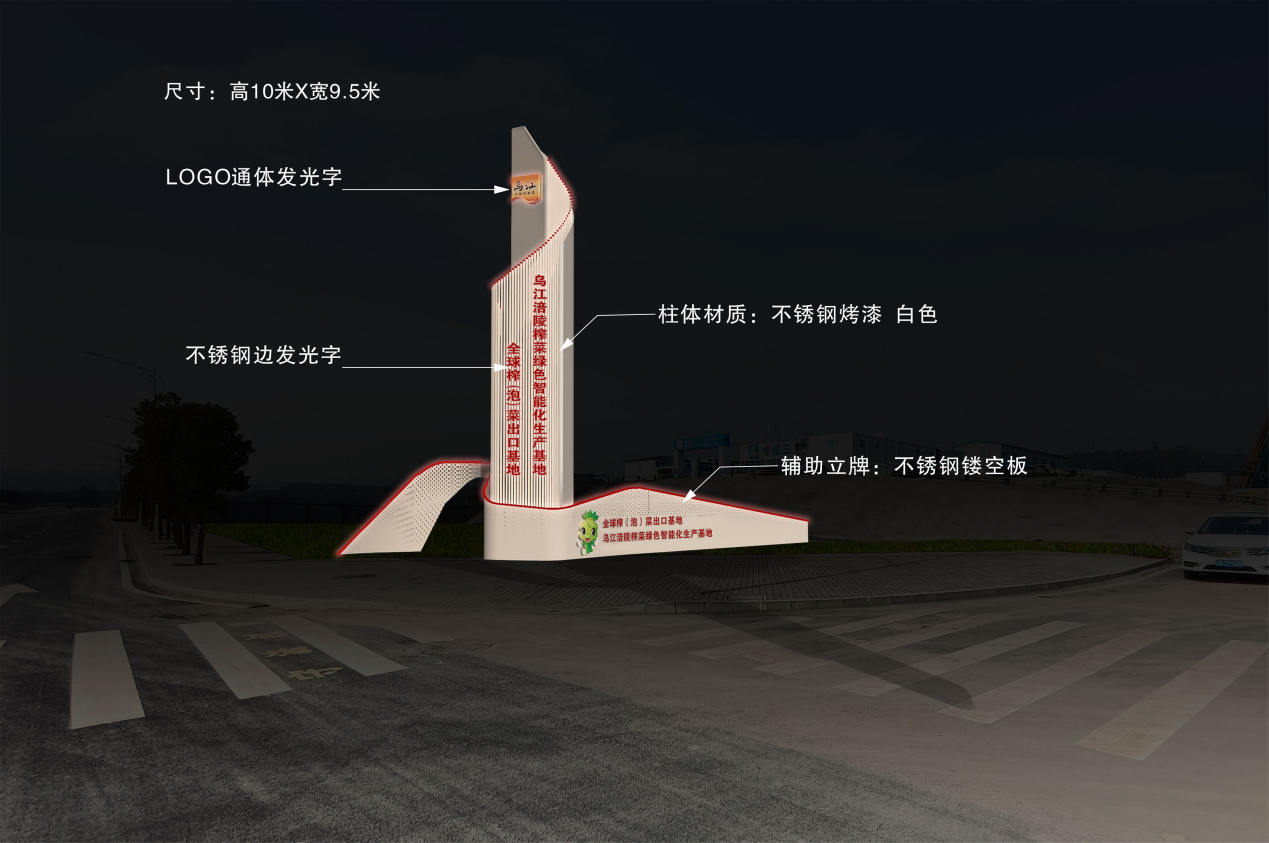 尺寸：高10米X宽9.5米
LOGO通体发光字
乌江
不锈钢边发光字
柱体材质：不锈钢烤漆 白色
乌江涪陵榨菜绿色智能化生产基地
全球榨（泡）菜出口基地
辅助立牌：不锈钢镂空板
全球榨（泡）菜出口基地
乌江涪陵榨菜绿色智能化生产基地